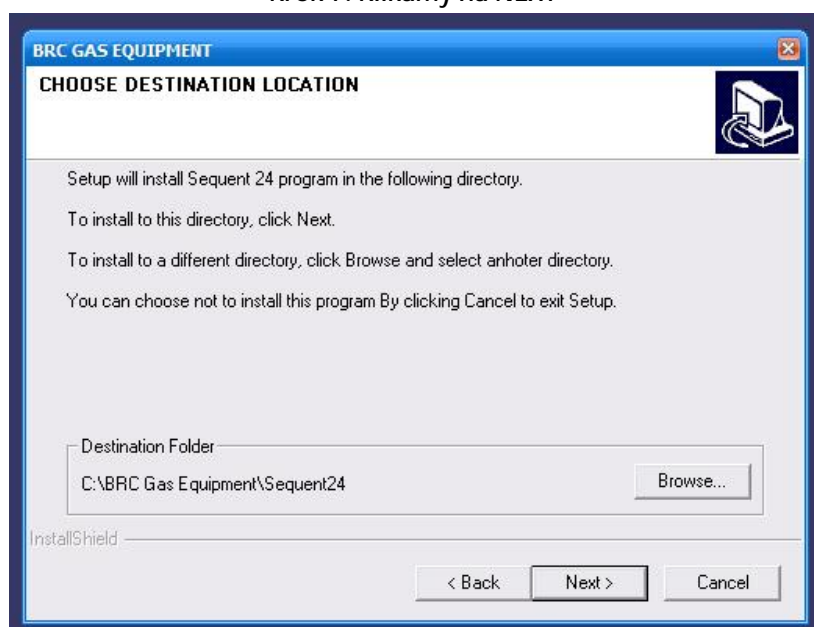 BRC GAS EQUIPMENT
CHOOSE DESTINATION LOCATION
Setup will install Sequent 24 program in the following directory.
To install to this directory, click Next.
To install to a different directory, click Browse and select anhoter directory.
You can choose not to install this program By clicking Cancel to exit Setup.
Destination Folder
C:\BRC Gas Equipment\Sequent24
Browse...
InstallShield
< Back
Next >
Cancel